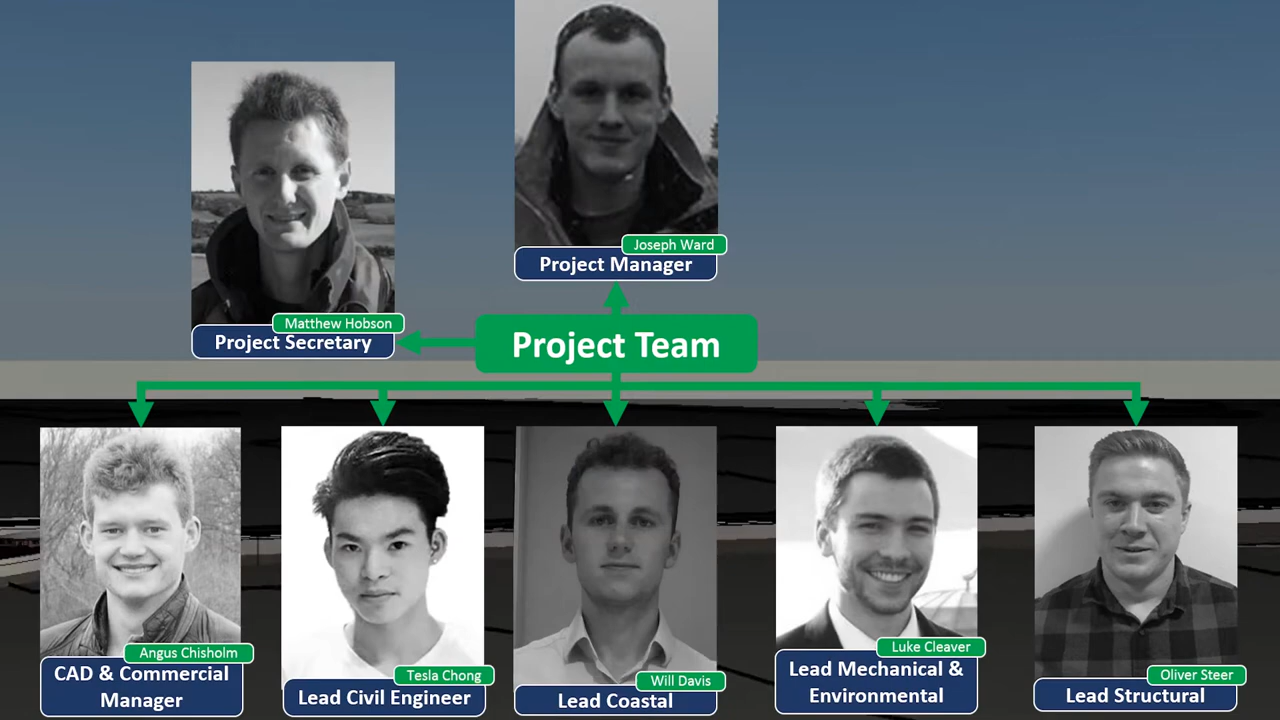 Joseph Ward
Project Manager
Matthew Hobson
Project Secretary
Project Team
Angus Chisholm
CAD & Commercial
Manager
Tesla Chong
Lead Civil Engineer
Will Davis
Lead Coastal
Luke Cleaver
Lead Mechanical &
Environmental
Oliver Steer
Lead Structural